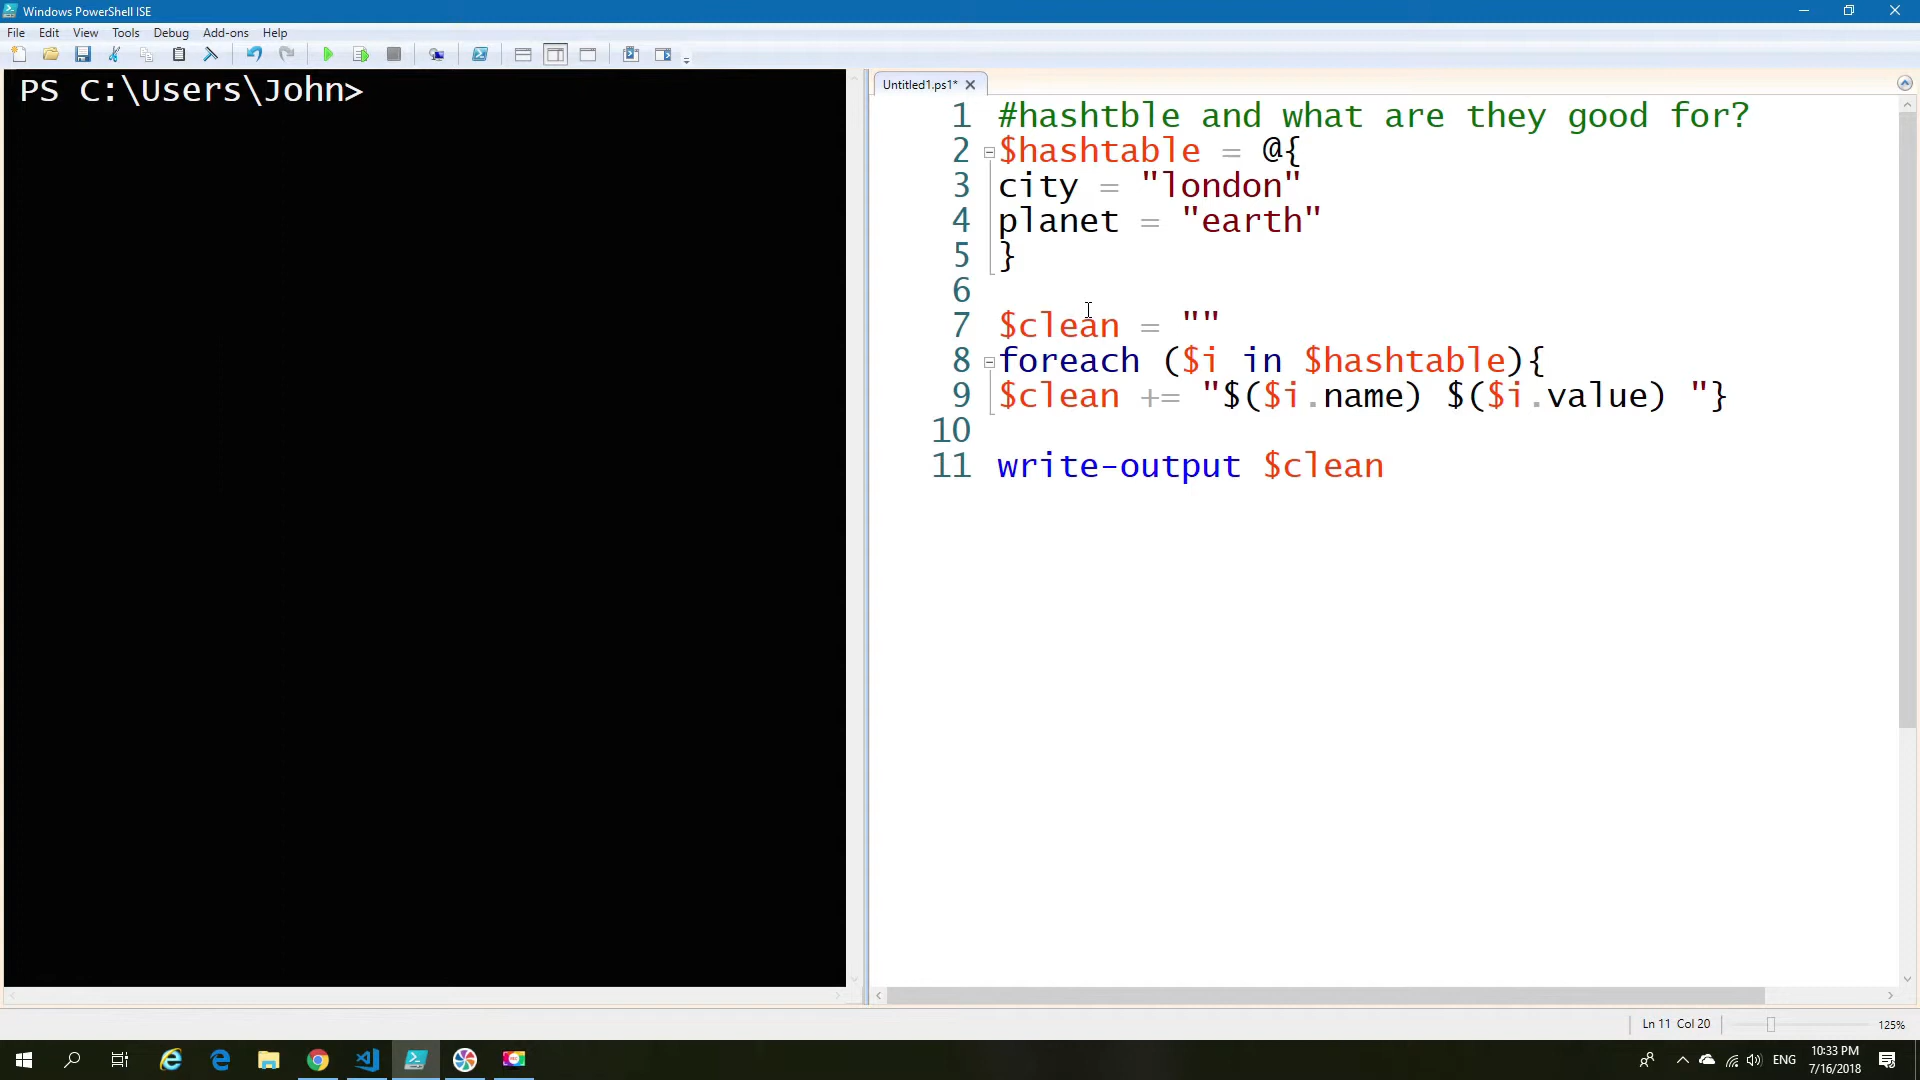 Windows PowerShell ISE
File Edit View Tools Debug Add-ons Help
PS C:\Users\John>
Untitled1.ps1*
1 #hashtble and what are they good for?
2 $hashtable = @{
3 city = "london"
4 planet = "earth"
5 }
6
7 $clean = ""
8 foreach ($i in $hashtable){
9 $clean += "$($i.name) $($i.value) "}
10
11 write-output $clean
Ln 11 Col 20
125%
ENG
10:33 PM
7/16/2018